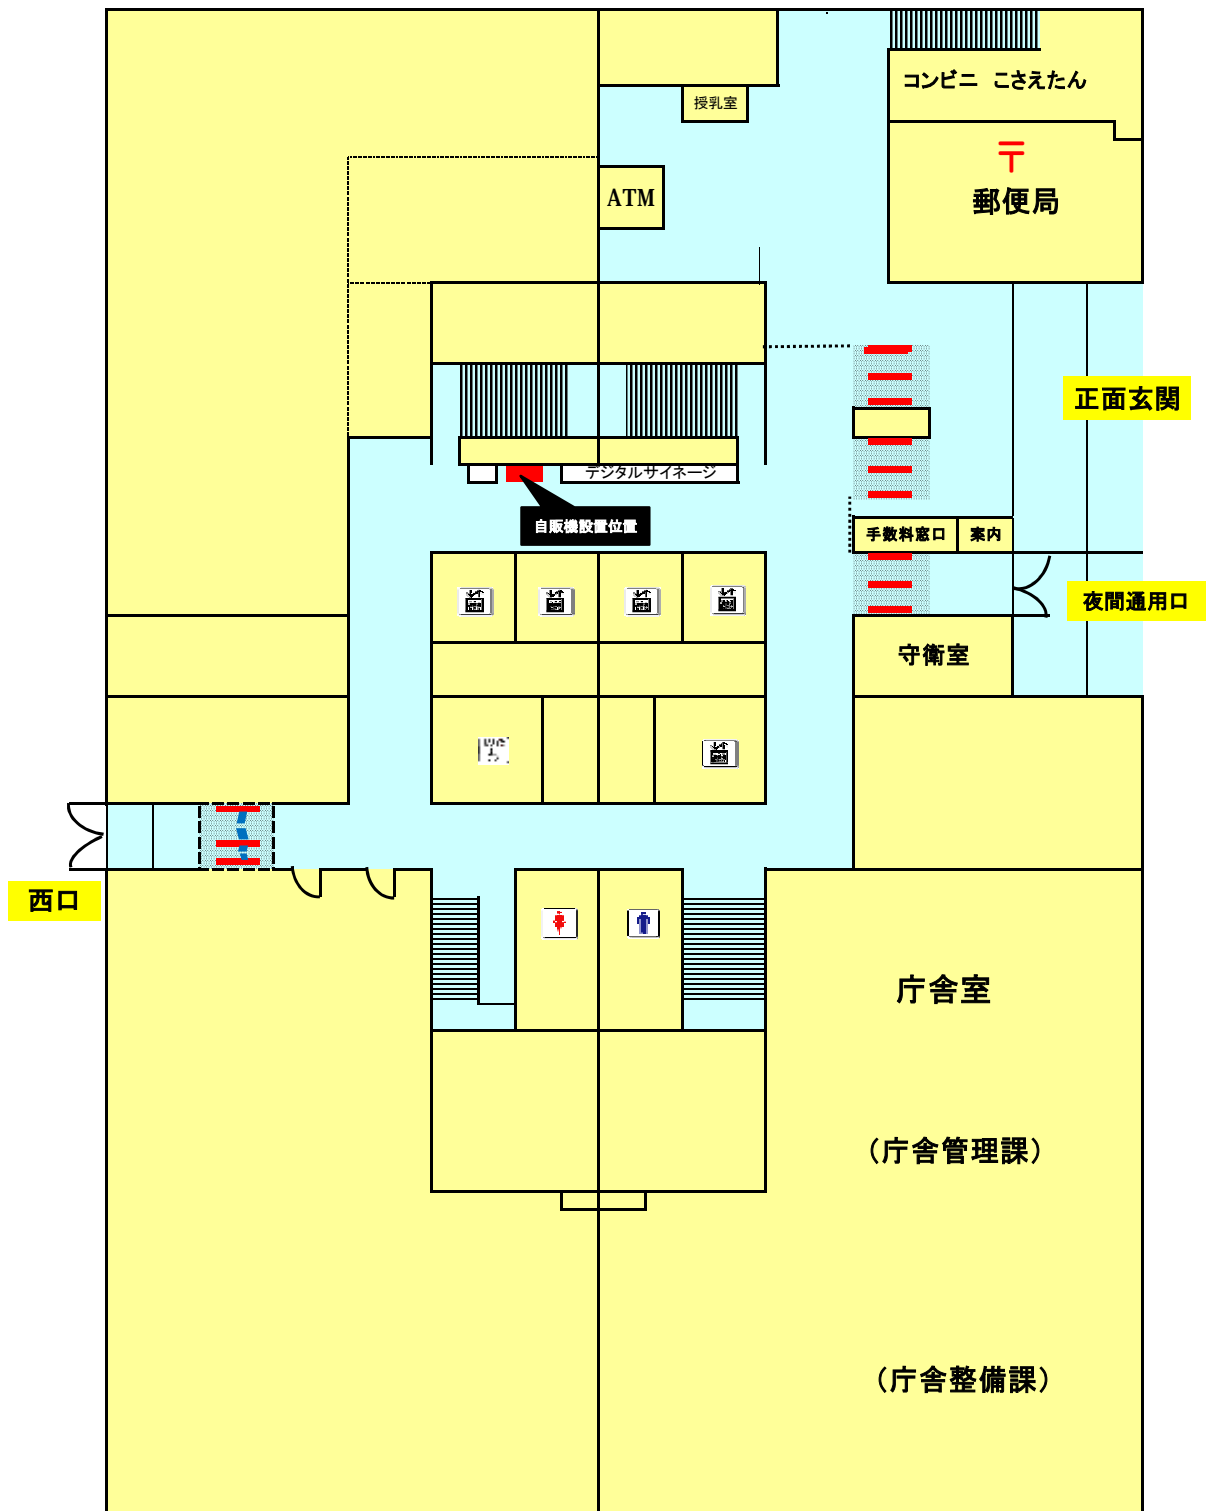 コンビニ こさえたん
授乳室
〒
郵便局
ATM
正面玄関
デジタルサイネージ
自販機設置位置
手数料窓口
案内
夜間通用口
守衛室
西口
庁舎室
（庁舎管理課）
（庁舎整備課）